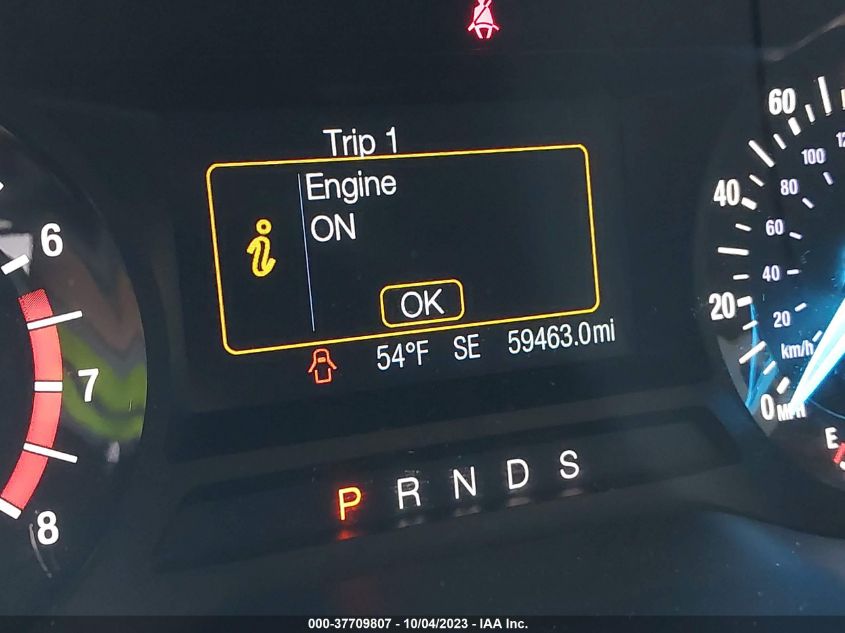 Trip 1
Engine
ON
OK
54°F SE 59463.0mi
P R N D S
6
7
8
60
40
20
0 MPH
100
80
60
40
20
km/h
E
000-37709807 - 10/04/2023 - IAA Inc.